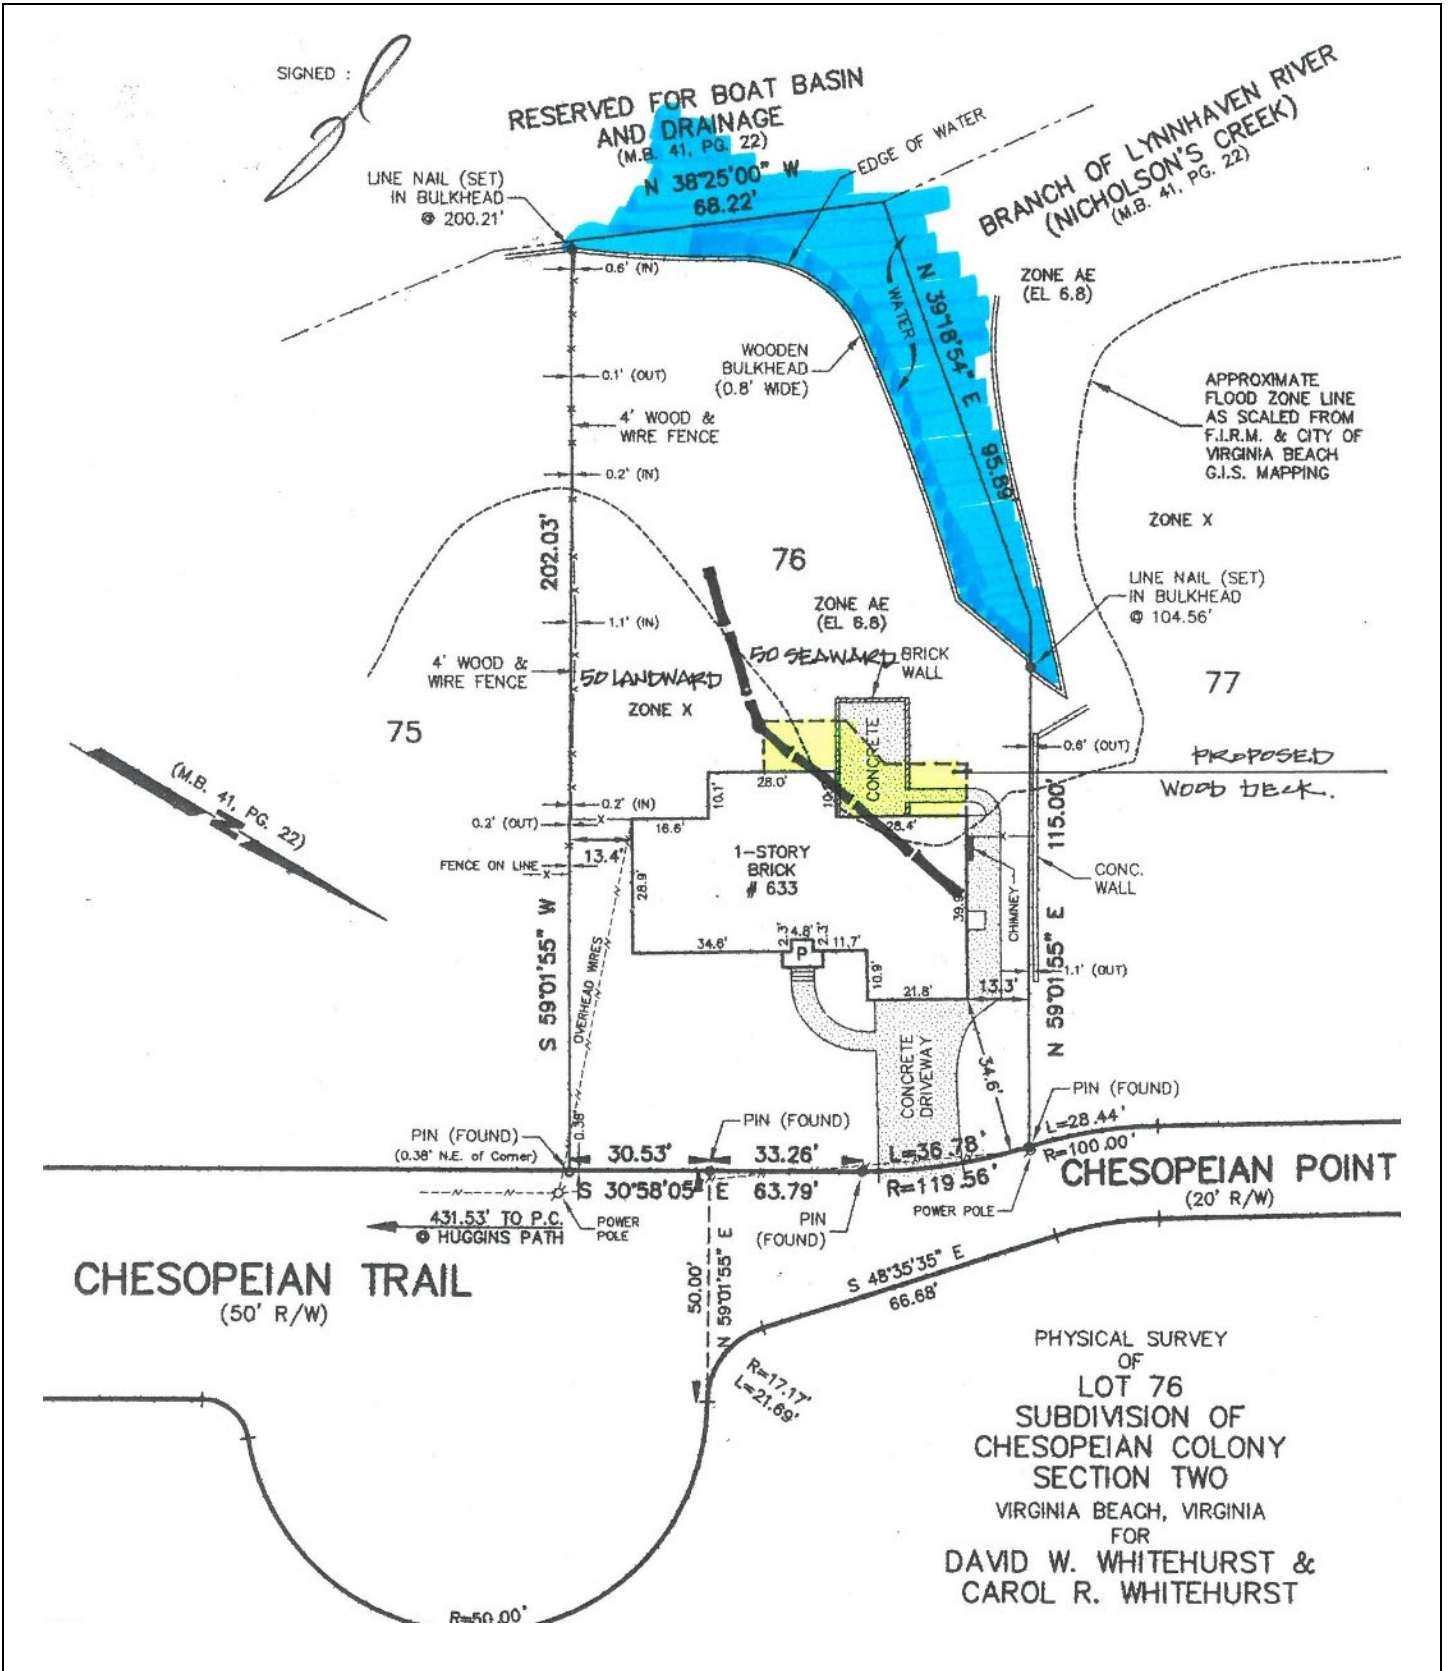 SIGNED :
RESERVED FOR BOAT BASIN
AND DRAINAGE
(M.B. 41, PG. 22)
N 38°25'00" W
68.22'
EDGE OF WATER
BRANCH OF LYNNHAVEN RIVER
(NICHOLSON'S CREEK)
(M.B. 41, PG. 22)
LINE NAIL (SET)
IN BULKHEAD
@ 200.21'
0.6' (IN)
ZONE AE
(EL 6.8)
N 39°18'54" E
95.89'
WATER
WOODEN
BULKHEAD
(0.8' WIDE)
0.1' (OUT)
4' WOOD &
WIRE FENCE
0.2' (IN)
APPROXIMATE
FLOOD ZONE LINE
AS SCALED FROM
F.I.R.M. & CITY OF
VIRGINIA BEACH
G.I.S. MAPPING
ZONE X
202.03'
76
LINE NAIL (SET)
IN BULKHEAD
@ 104.56'
ZONE AE
(EL 6.8)
1.1' (IN)
4' WOOD &
WIRE FENCE
50 LANDWARD
50 SEAWARD
BRICK
WALL
ZONE X
77
75
CONCRETE
0.6' (OUT)
PROPOSED
WOOD DECK.
(M.B. 41, PG. 22)
N
28.0'
10.1'
0.2' (IN)
0.2' (OUT)
16.6'
28.4'
115.00'
FENCE ON LINE
13.4'
28.9'
1-STORY
BRICK
# 633
CHIMNEY
CONC.
WALL
39.9'
S 59°01'55" W
OVERHEAD WIRES
34.6'
2.3'
4.8'
2.3'
11.7'
P
10.9'
21.8'
13.3'
1.1' (OUT)
N 59°01'55" E
CONCRETE
DRIVEWAY
34.6'
PIN (FOUND)
0.38'
PIN (FOUND)
(0.38' N.E. of Corner)
PIN (FOUND)
30.53'
33.26'
L=36.78'
L=28.44'
R=100.00'
S 30°58'05" E
63.79'
R=119.56'
CHESOPEIAN POINT
(20' R/W)
431.53' TO P.C.
@ HUGGINS PATH
POWER
POLE
PIN
(FOUND)
POWER POLE
CHESOPEIAN TRAIL
(50' R/W)
50.00'
N 59°01'55" E
S 48°35'35" E
66.68'
R=17.17'
L=21.69'
R=50.00'
PHYSICAL SURVEY
OF
LOT 76
SUBDIVISION OF
CHESOPEIAN COLONY
SECTION TWO
VIRGINIA BEACH, VIRGINIA
FOR
DAVID W. WHITEHURST &
CAROL R. WHITEHURST